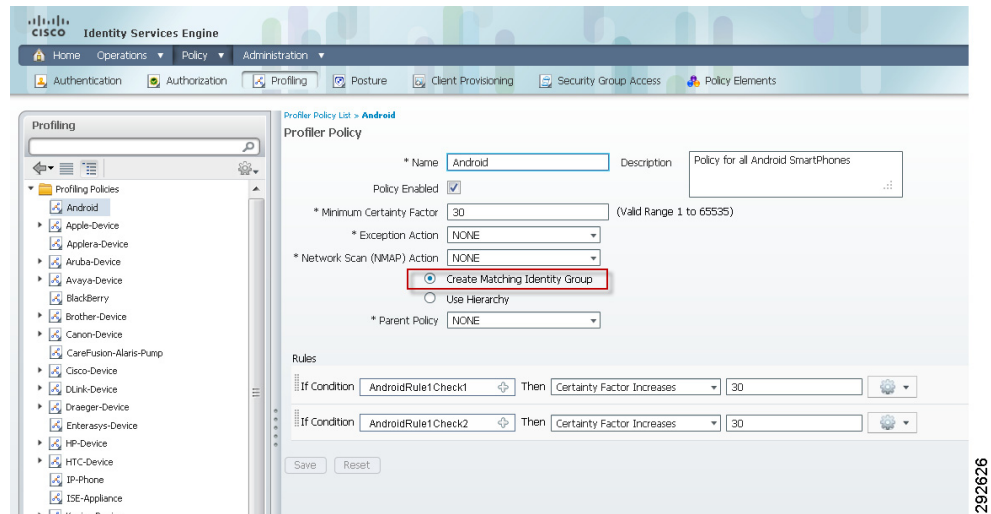 CISCO Identity Services Engine
Home Operations Policy Administration
Authentication Authorization Profiling Posture Client Provisioning Security Group Access Policy Elements
Profiling
Profiling Policies
Android
Apple-Device
Applera-Device
Aruba-Device
Avaya-Device
BlackBerry
Brother-Device
Canon-Device
CareFusion-Alaris-Pump
Cisco-Device
DLink-Device
Draeger-Device
Enterasys-Device
HP-Device
HTC-Device
IP-Phone
ISE-Appliance
Profiler Policy List > Android
Profiler Policy
* Name Android Description Policy for all Android SmartPhones
Policy Enabled
* Minimum Certainty Factor 30 (Valid Range 1 to 65535)
* Exception Action NONE
* Network Scan (NMAP) Action NONE
Create Matching Identity Group
Use Hierarchy
* Parent Policy NONE
Rules
If Condition AndroidRule1Check1 Then Certainty Factor Increases 30
If Condition AndroidRule1Check2 Then Certainty Factor Increases 30
Save Reset
292626